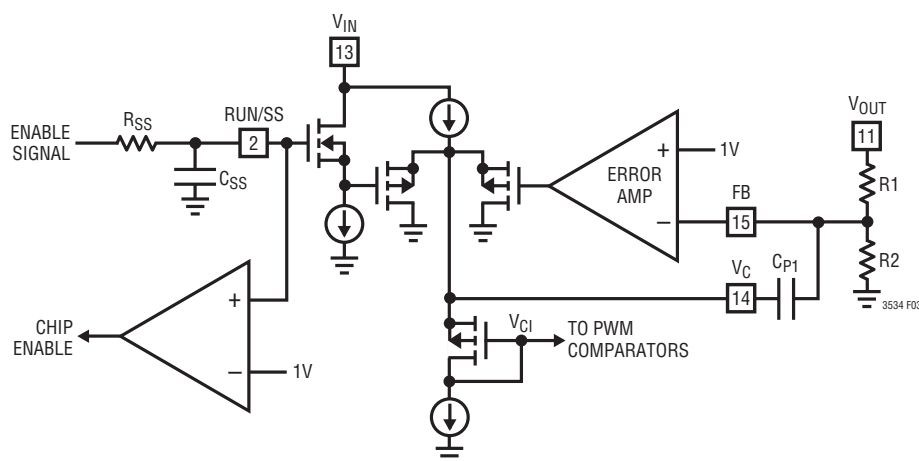 V_IN
13
ENABLE
SIGNAL
R_SS
C_SS
RUN/SS
2
V_OUT
11
R1
R2
+
1V
ERROR
AMP
−
FB
15
V_C
14
C_P1
3534 F03
V_CI
TO PWM
COMPARATORS
CHIP
ENABLE
+
−
1V